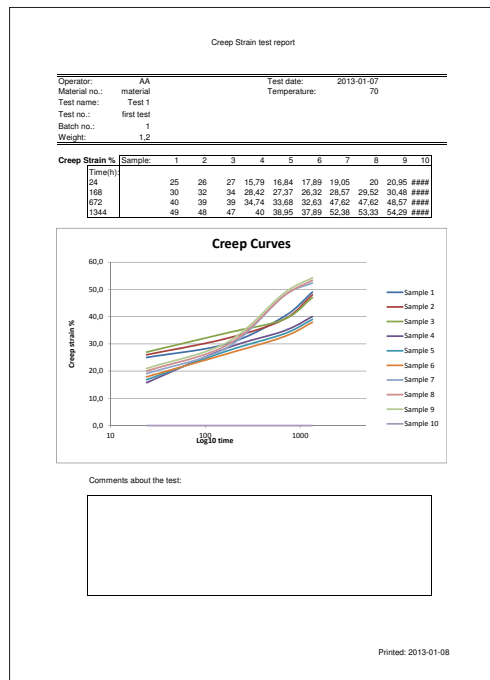 Creep Strain test report
Operator: AA Test date: 2013-01-07
Material no.: material Temperature: 70
Test name: Test 1
Test no.: first test
Batch no.: 1
Weight: 1,2
Creep Strain % Sample: 1 2 3 4 5 6 7 8 9 10
Time(h):
24 25 26 27 15,79 16,84 17,89 19,05 20 20,95 ####
168 30 32 34 28,42 27,37 26,32 28,57 29,52 30,48 ####
672 40 39 39 34,74 33,68 32,63 47,62 47,62 48,57 ####
1344 49 48 47 40 38,95 37,89 52,38 53,33 54,29 ####
Creep Curves
60,0
50,0
40,0
30,0
20,0
10,0
0,0
Creep strain %
10 100 1000
Log10 time
Sample 1
Sample 2
Sample 3
Sample 4
Sample 5
Sample 6
Sample 7
Sample 8
Sample 9
Sample 10
Comments about the test:
Printed: 2013-01-08